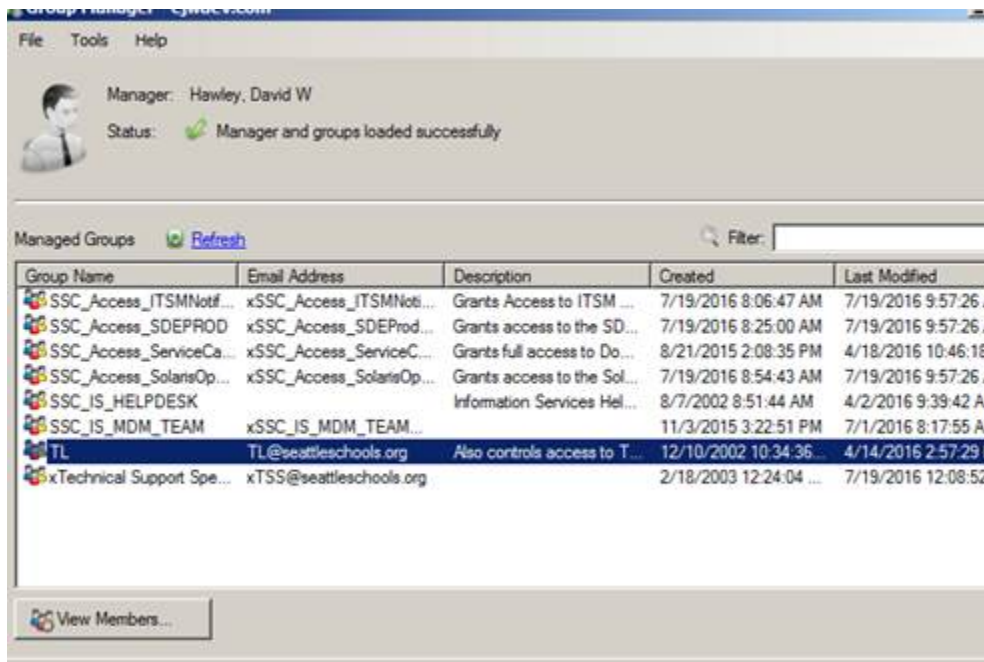 Group Manager - cjwdev.com
File Tools Help
Manager: Hawley, David W
Status: Manager and groups loaded successfully
Managed Groups Refresh Filter:
Group Name Email Address Description Created Last Modified
SSC_Access_ITSMNotif... xSSC_Access_ITSMNoti... Grants Access to ITSM ... 7/19/2016 8:06:47 AM 7/19/2016 9:57:26
SSC_Access_SDEPROD xSSC_Access_SDEProd... Grants access to the SD... 7/19/2016 8:25:00 AM 7/19/2016 9:57:26
SSC_Access_ServiceCa... xSSC_Access_ServiceC... Grants full access to Do... 8/21/2015 2:08:35 PM 4/18/2016 10:46:18
SSC_Access_SolarisOp... xSSC_Access_SolarisOp... Grants access to the Sol... 7/19/2016 8:54:43 AM 7/19/2016 9:57:26
SSC_IS_HELPDESK Information Services Hel... 8/7/2002 8:51:44 AM 4/2/2016 9:39:42 A
SSC_IS_MDM_TEAM xSSC_IS_MDM_TEAM... 11/3/2015 3:22:51 PM 7/1/2016 8:17:55 A
TL TL@seattleschools.org Also controls access to T... 12/10/2002 10:34:36... 4/14/2016 2:57:29
xTechnical Support Spe... xTSS@seattleschools.org 2/18/2003 12:24:04 ... 7/19/2016 12:08:52
View Members...